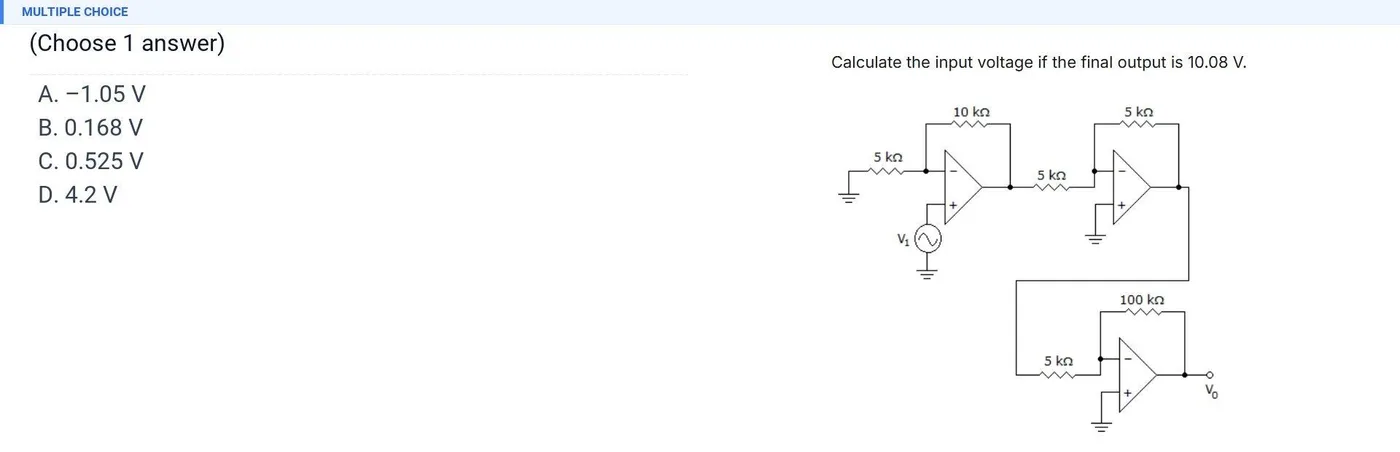 MULTIPLE CHOICE
(Choose 1 answer)
A. −1.05 V
B. 0.168 V
C. 0.525 V
D. 4.2 V
Calculate the input voltage if the final output is 10.08 V.
10 kΩ
5 kΩ
5 kΩ
5 kΩ
−
+
V₁
−
+
100 kΩ
5 kΩ
−
+
V₀